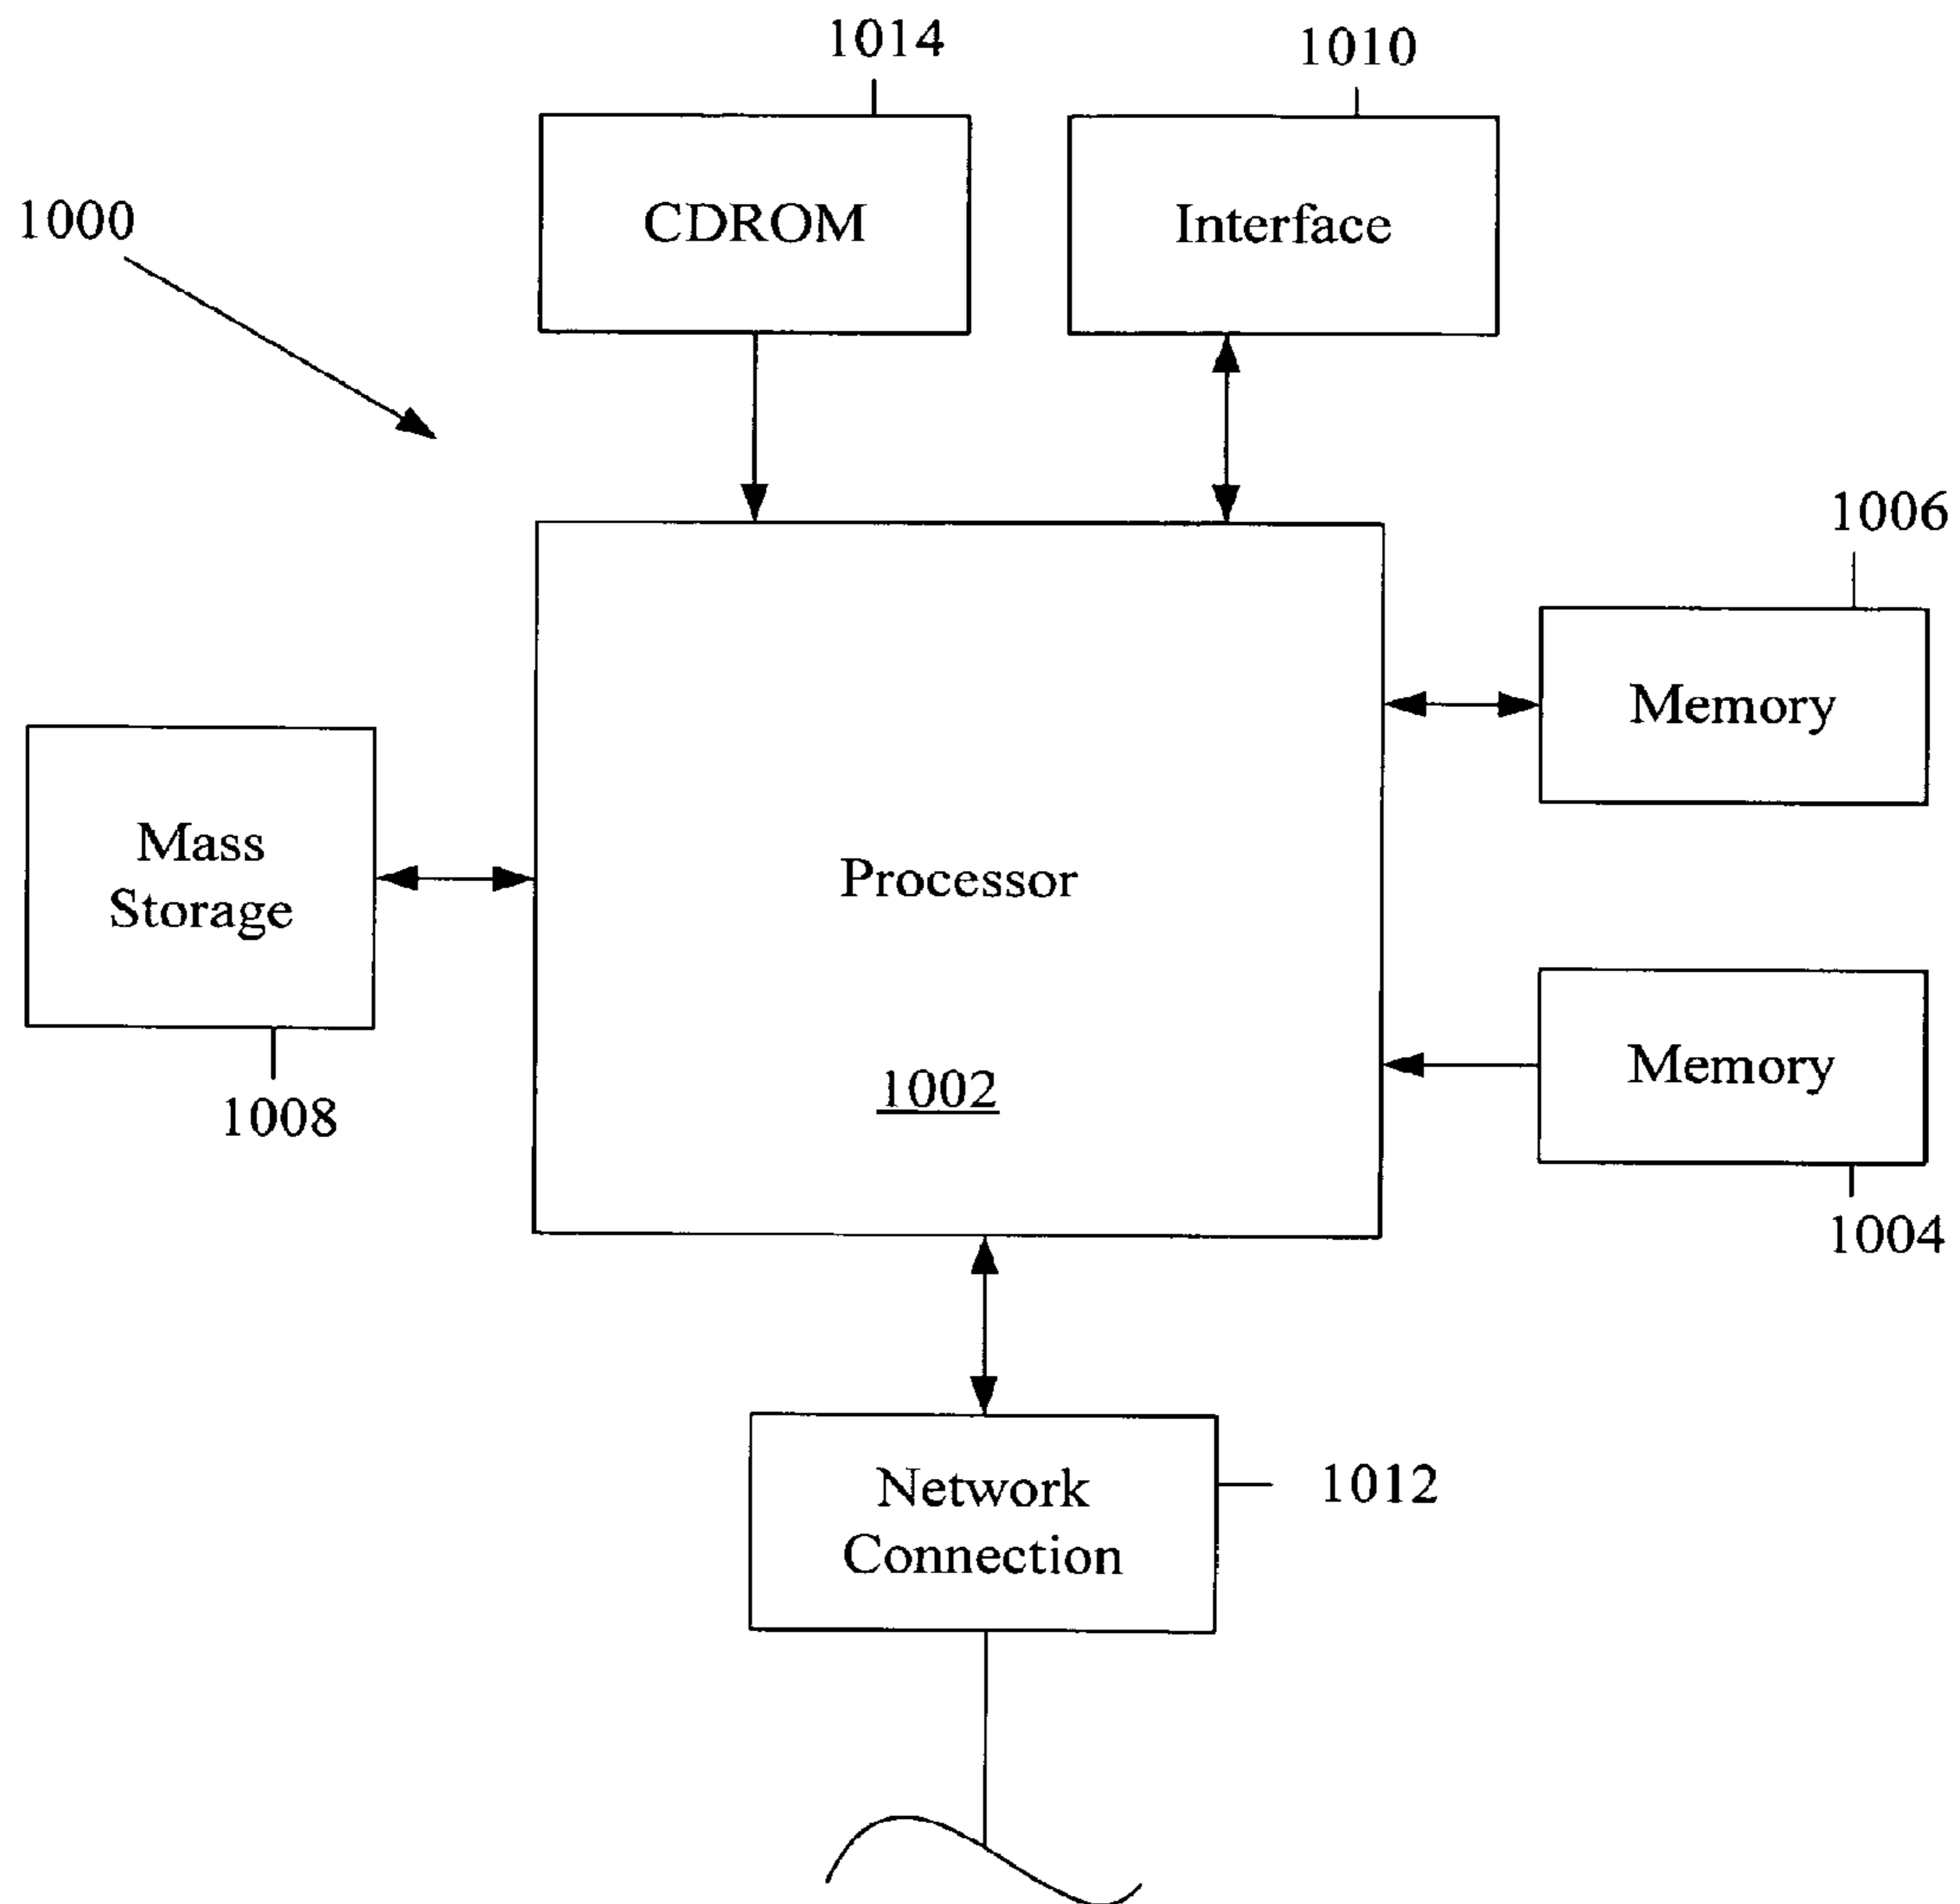 1014
1010
1000
CDROM
Interface
1006
Memory
Mass
Storage
Processor
1008
1002
Memory
1004
Network
Connection
1012